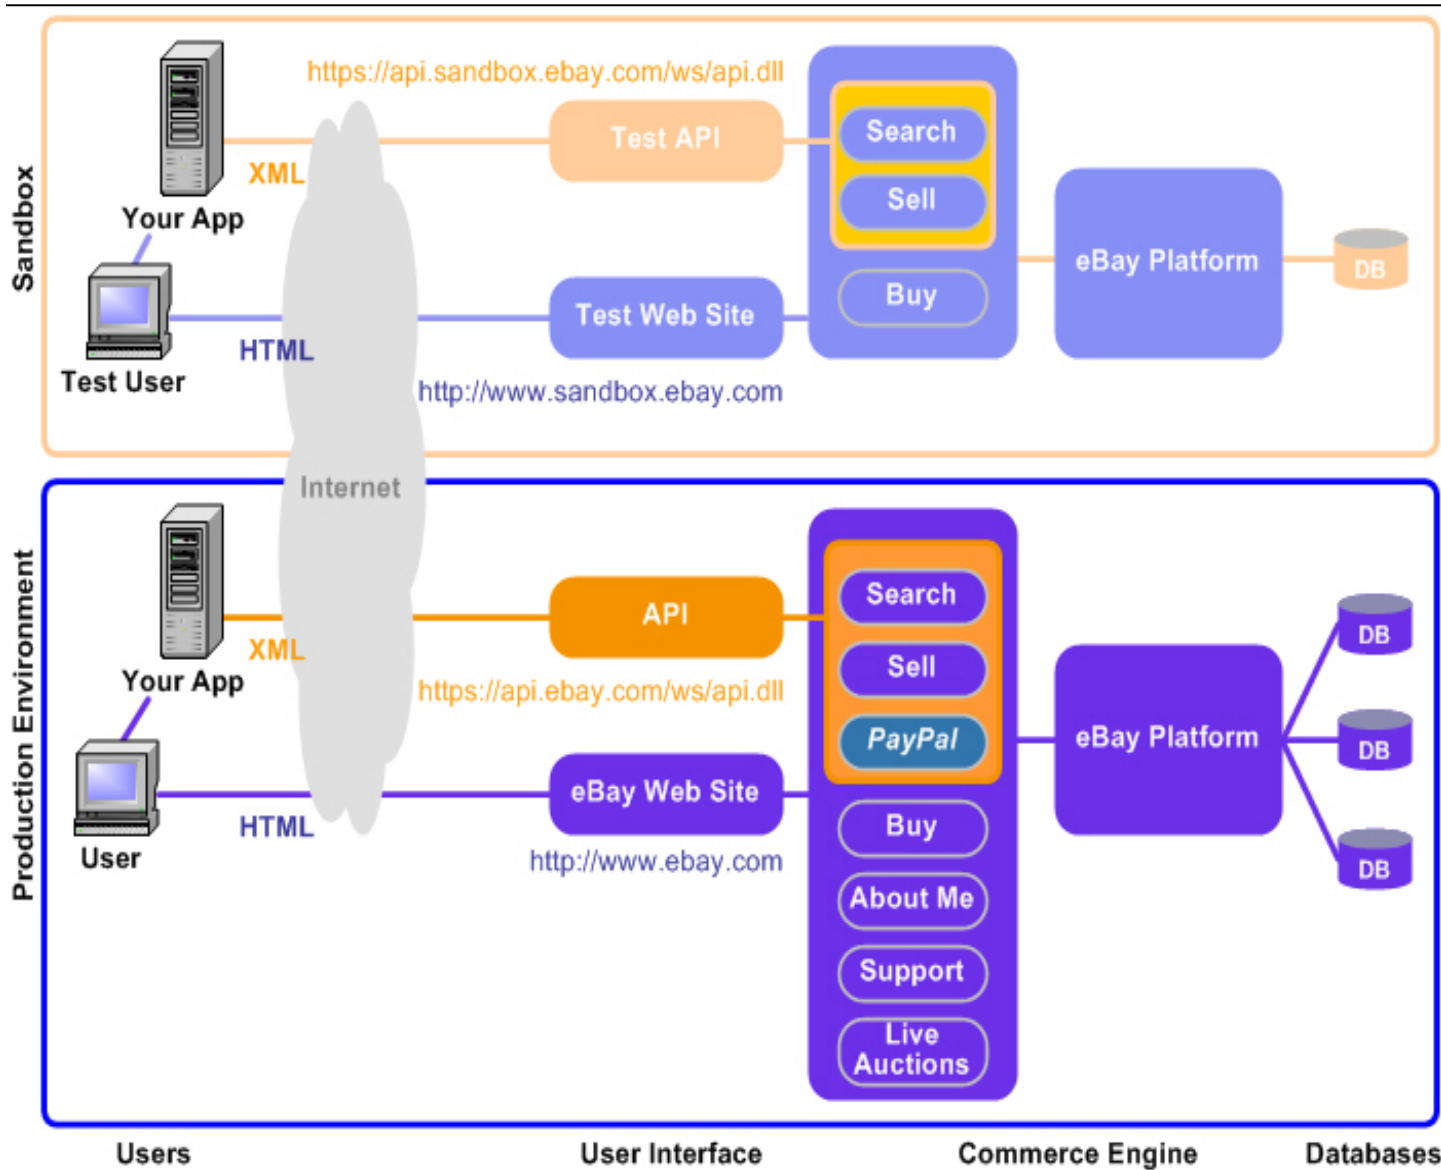 Sandbox
https://api.sandbox.ebay.com/ws/api.dll
Test API
XML
Your App
Search
Sell
Buy
eBay Platform
DB
Test Web Site
HTML
Test User
http://www.sandbox.ebay.com
Internet
Production Environment
API
XML
Your App
https://api.ebay.com/ws/api.dll
Search
Sell
PayPal
eBay Platform
DB
DB
DB
eBay Web Site
HTML
User
http://www.ebay.com
Buy
About Me
Support
Live
Auctions
Users
User Interface
Commerce Engine
Databases